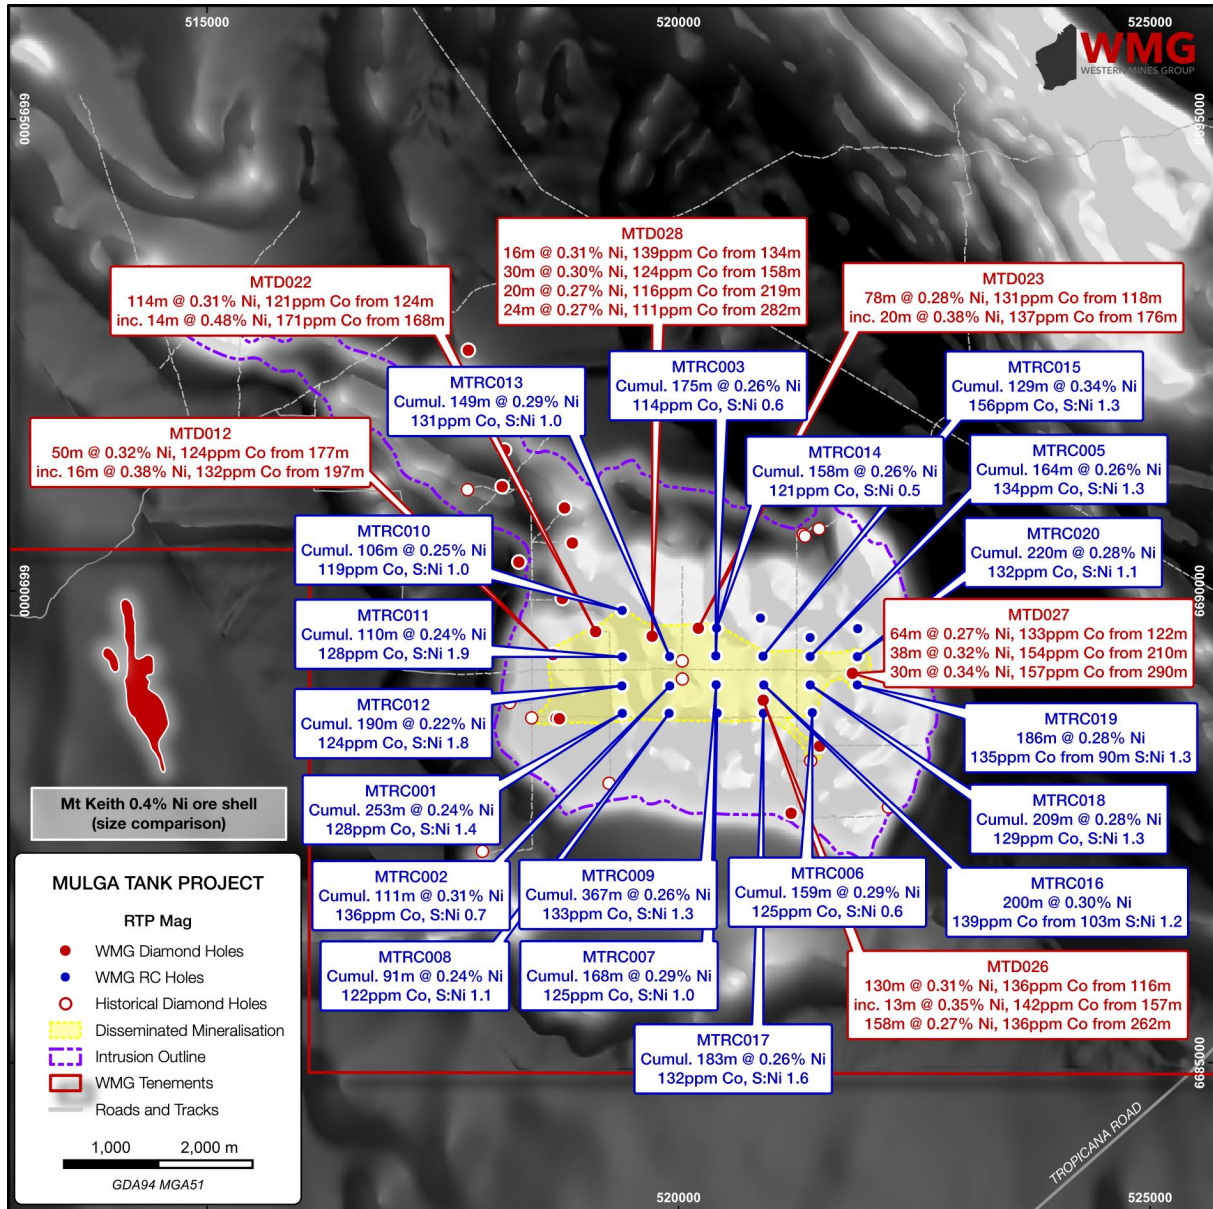 515000
520000
525000
WMG
WESTERN MINES GROUP
6695000
6695000
MTD028
16m @ 0.31% Ni, 139ppm Co from 134m
30m @ 0.30% Ni, 124ppm Co from 158m
20m @ 0.27% Ni, 116ppm Co from 219m
24m @ 0.27% Ni, 111ppm Co from 282m
MTD022
114m @ 0.31% Ni, 121ppm Co from 124m
inc. 14m @ 0.48% Ni, 171ppm Co from 168m
MTD023
78m @ 0.28% Ni, 131ppm Co from 118m
inc. 20m @ 0.38% Ni, 137ppm Co from 176m
MTRC013
Cumul. 149m @ 0.29% Ni
131ppm Co, S:Ni 1.0
MTRC003
Cumul. 175m @ 0.26% Ni
114ppm Co, S:Ni 0.6
MTRC015
Cumul. 129m @ 0.34% Ni
156ppm Co, S:Ni 1.3
MTD012
50m @ 0.32% Ni, 124ppm Co from 177m
inc. 16m @ 0.38% Ni, 132ppm Co from 197m
MTRC014
Cumul. 158m @ 0.26% Ni
121ppm Co, S:Ni 0.5
MTRC005
Cumul. 164m @ 0.26% Ni
134ppm Co, S:Ni 1.3
MTRC010
Cumul. 106m @ 0.25% Ni
119ppm Co, S:Ni 1.0
MTRC020
Cumul. 220m @ 0.28% Ni
132ppm Co, S:Ni 1.1
6690000
6690000
MTRC011
Cumul. 110m @ 0.24% Ni
128ppm Co, S:Ni 1.9
MTD027
64m @ 0.27% Ni, 133ppm Co from 122m
38m @ 0.32% Ni, 154ppm Co from 210m
30m @ 0.34% Ni, 157ppm Co from 290m
MTRC012
Cumul. 190m @ 0.22% Ni
124ppm Co, S:Ni 1.8
MTRC019
186m @ 0.28% Ni
135ppm Co from 90m S:Ni 1.3
MTRC001
Cumul. 253m @ 0.24% Ni
128ppm Co, S:Ni 1.4
MTRC018
Cumul. 209m @ 0.28% Ni
129ppm Co, S:Ni 1.3
Mt Keith 0.4% Ni ore shell
(size comparison)
MTRC002
Cumul. 111m @ 0.31% Ni
136ppm Co, S:Ni 0.7
MTRC009
Cumul. 367m @ 0.26% Ni
133ppm Co, S:Ni 1.3
MTRC006
Cumul. 159m @ 0.29% Ni
125ppm Co, S:Ni 0.6
MTRC016
200m @ 0.30% Ni
139ppm Co from 103m S:Ni 1.2
MTRC008
Cumul. 91m @ 0.24% Ni
122ppm Co, S:Ni 1.1
MTRC007
Cumul. 168m @ 0.29% Ni
125ppm Co, S:Ni 1.0
MTD026
130m @ 0.31% Ni, 136ppm Co from 116m
inc. 13m @ 0.35% Ni, 142ppm Co from 157m
158m @ 0.27% Ni, 136ppm Co from 262m
MTRC017
Cumul. 183m @ 0.26% Ni
132ppm Co, S:Ni 1.6
6685000
TROPICANA ROAD
MULGA TANK PROJECT
RTP Mag
WMG Diamond Holes
WMG RC Holes
Historical Diamond Holes
Disseminated Mineralisation
Intrusion Outline
WMG Tenements
Roads and Tracks
1,000 2,000 m
GDA94 MGA51
520000
525000